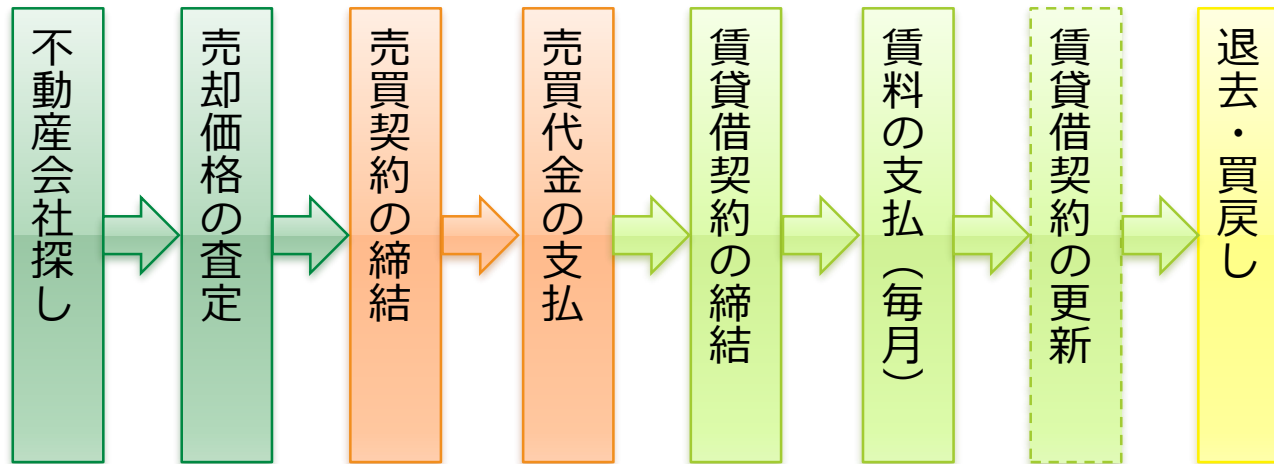 不動産会社探し
売却価格の査定
売買契約の締結
売買代金の支払
賃貸借契約の締結
賃料の支払（毎月）
賃貸借契約の更新
退去・買戻し